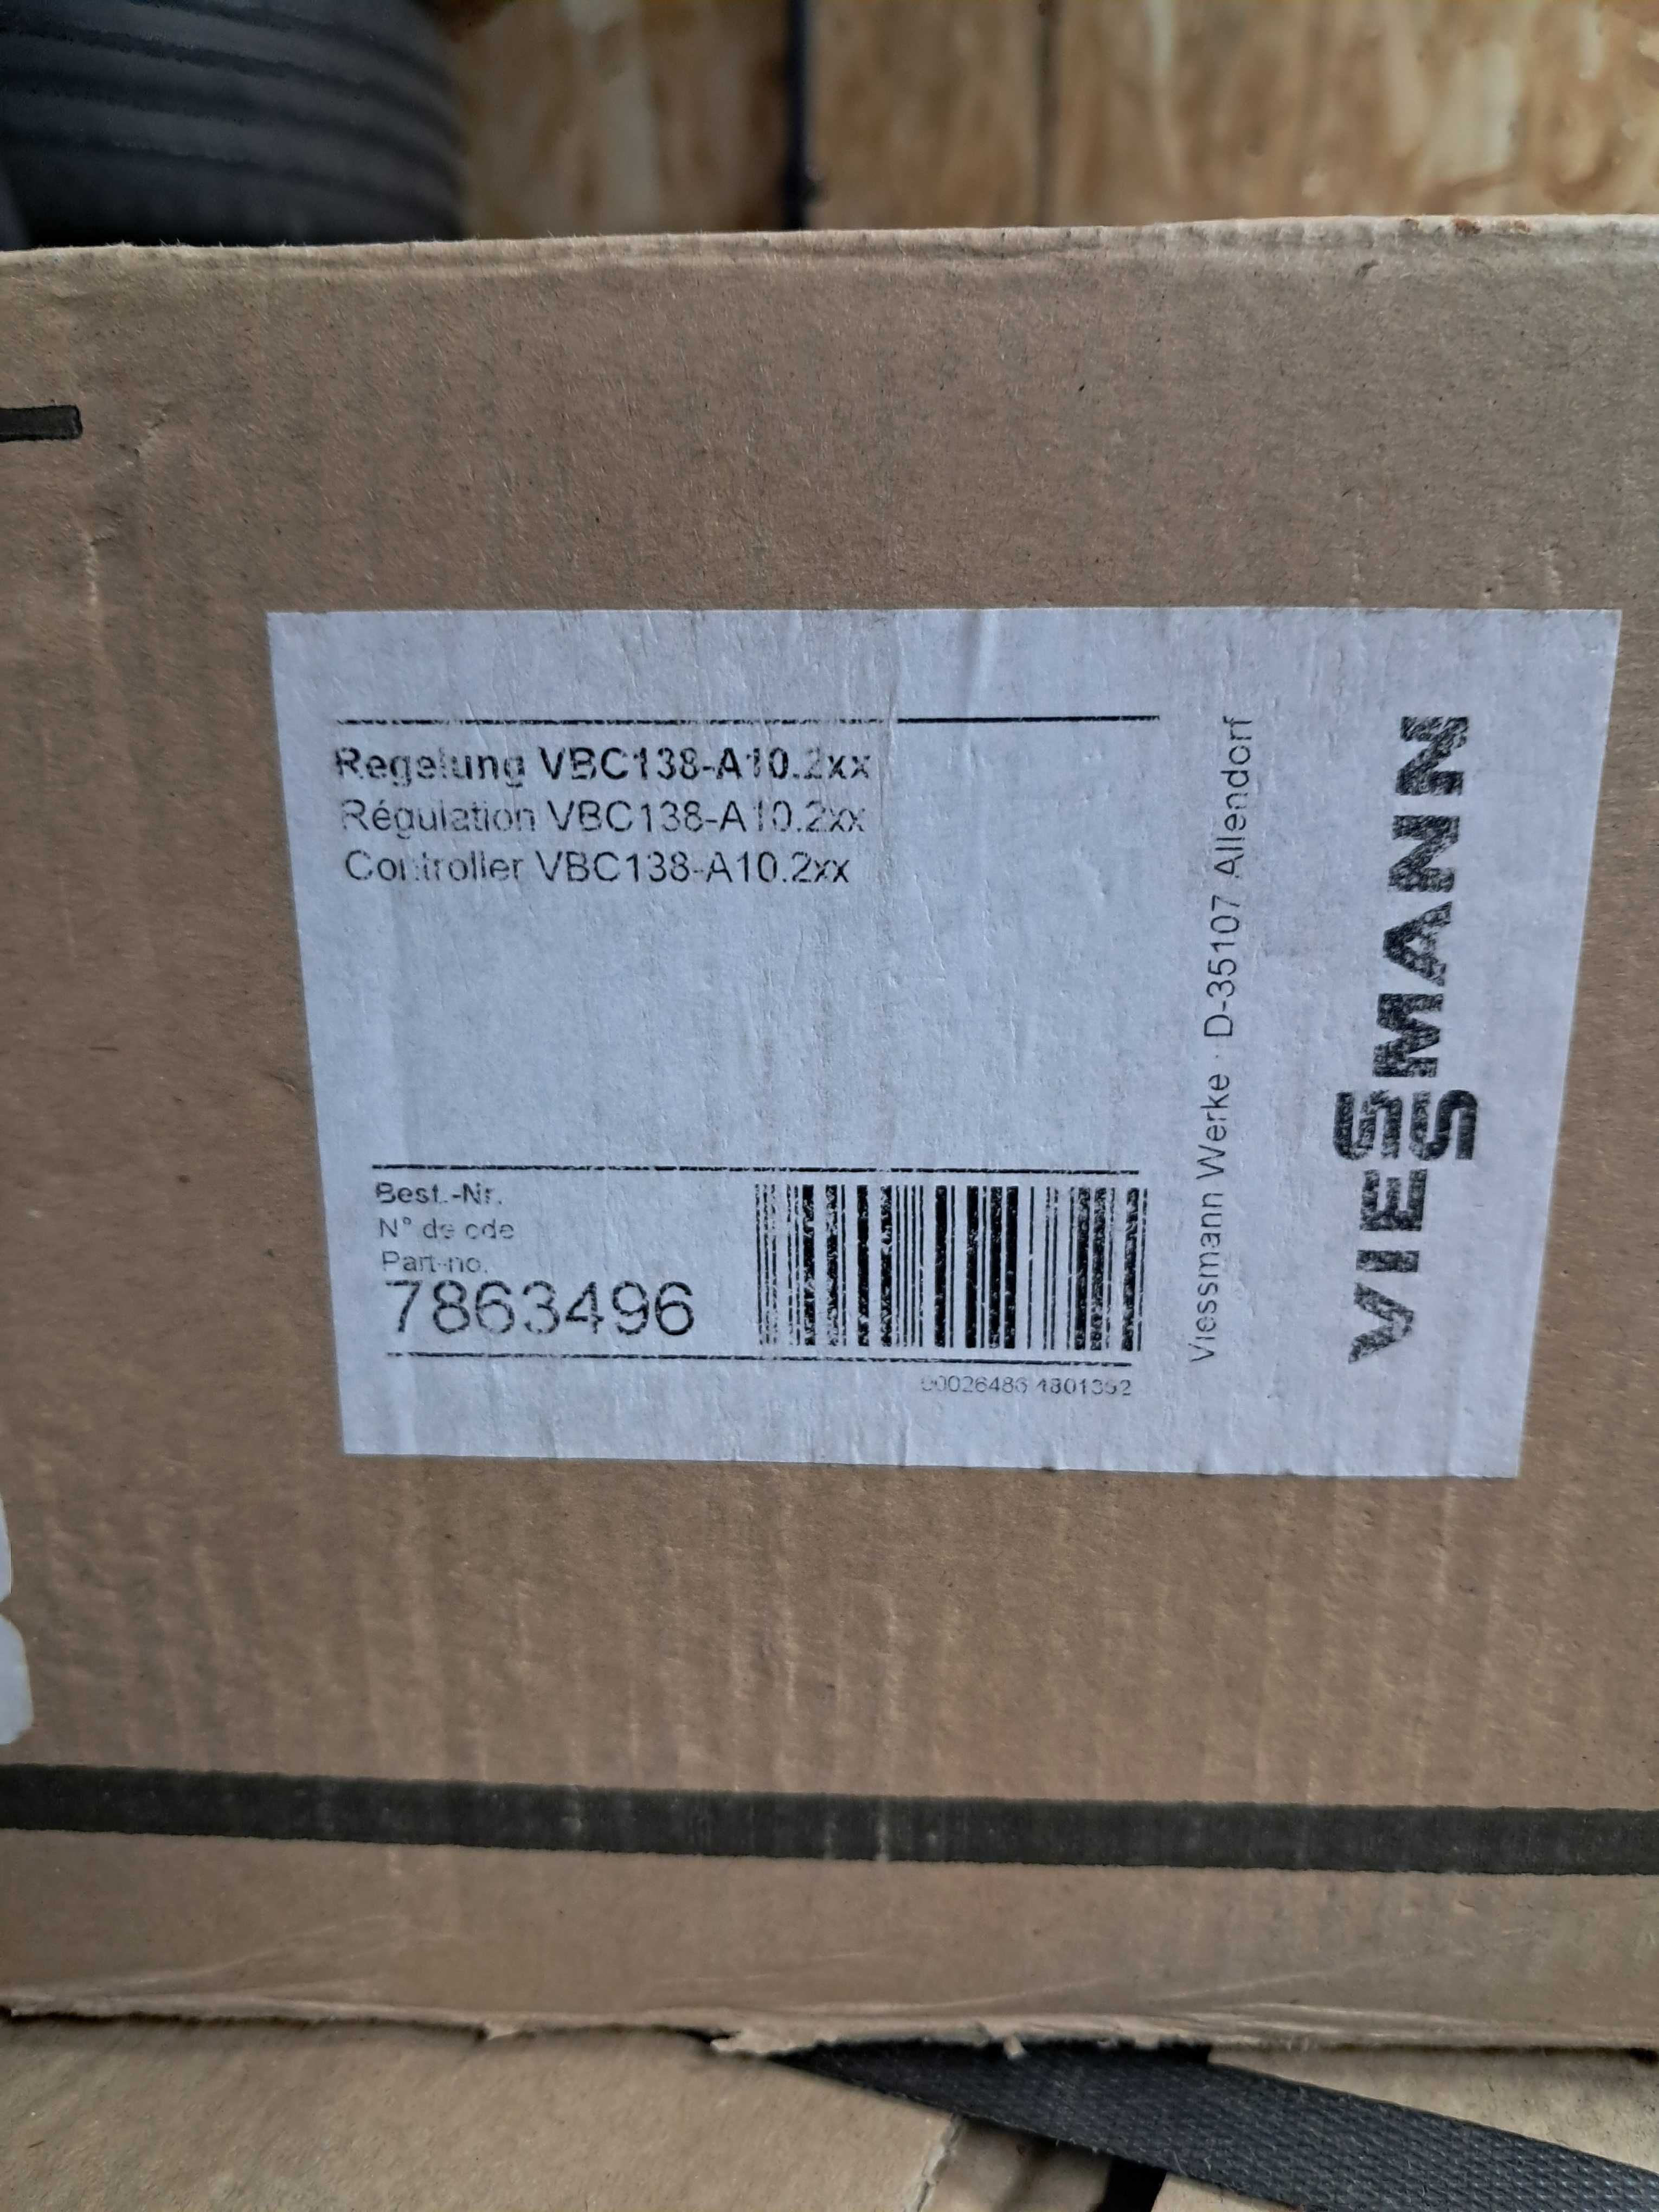 Regelung VBC138-A10.2xx
Régulation VBC138-A10.2xx
Controller VBC138-A10.2xx
Best.-Nr.
N° de cde
Part-no.
7863496
Viessmann Werke · D-35107 Allendorf
VIESMANN